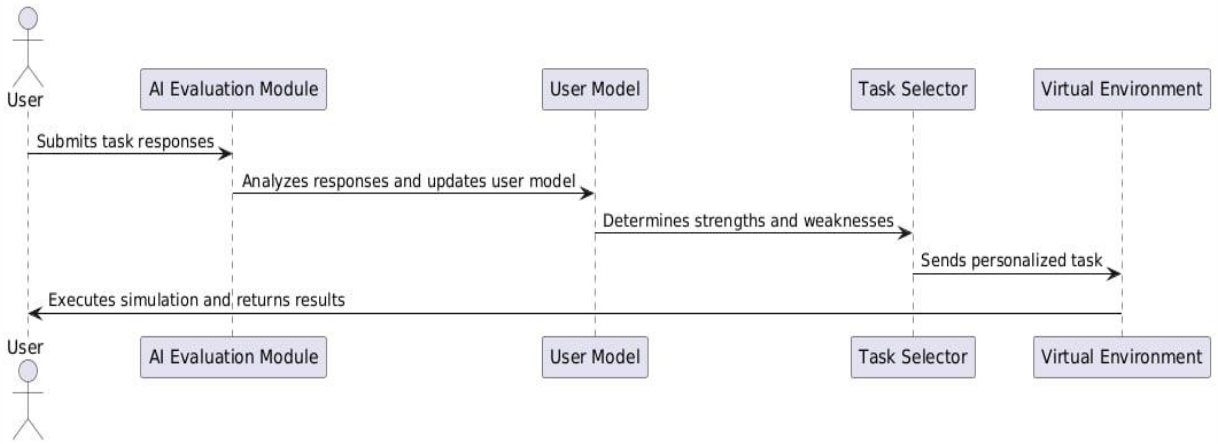 User
AI Evaluation Module
User Model
Task Selector
Virtual Environment
Submits task responses
Analyzes responses and updates user model
Determines strengths and weaknesses
Sends personalized task
Executes simulation and returns results
User
AI Evaluation Module
User Model
Task Selector
Virtual Environment